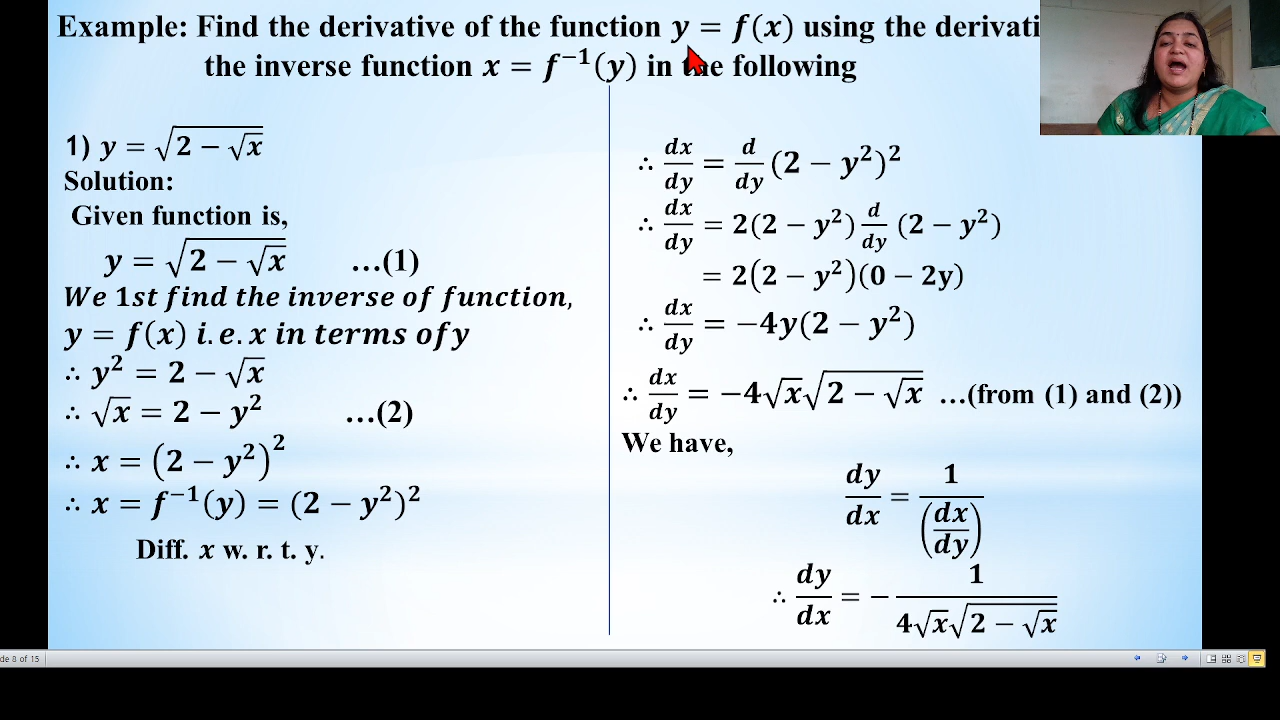 Example: Find the derivative of the function y = f(x) using the derivati
the inverse function x = f⁻¹(y) in the following
1) y = √(2 − √x)
Solution:
Given function is,
y = √(2 − √x) …(1)
We 1st find the inverse of function,
y = f(x) i.e. x in terms of y
∴ y² = 2 − √x
∴ √x = 2 − y² …(2)
∴ x = (2 − y²)²
∴ x = f⁻¹(y) = (2 − y²)²
Diff. x w. r. t. y.
∴ dx/dy = d/dy (2 − y²)²
∴ dx/dy = 2(2 − y²) d/dy (2 − y²)
= 2(2 − y²)(0 − 2y)
∴ dx/dy = −4y(2 − y²)
∴ dx/dy = −4√x√(2 − √x) …(from (1) and (2))
We have,
dy/dx = 1/(dx/dy)
∴ dy/dx = − 1/(4√x√(2 − √x))
de 8 of 15